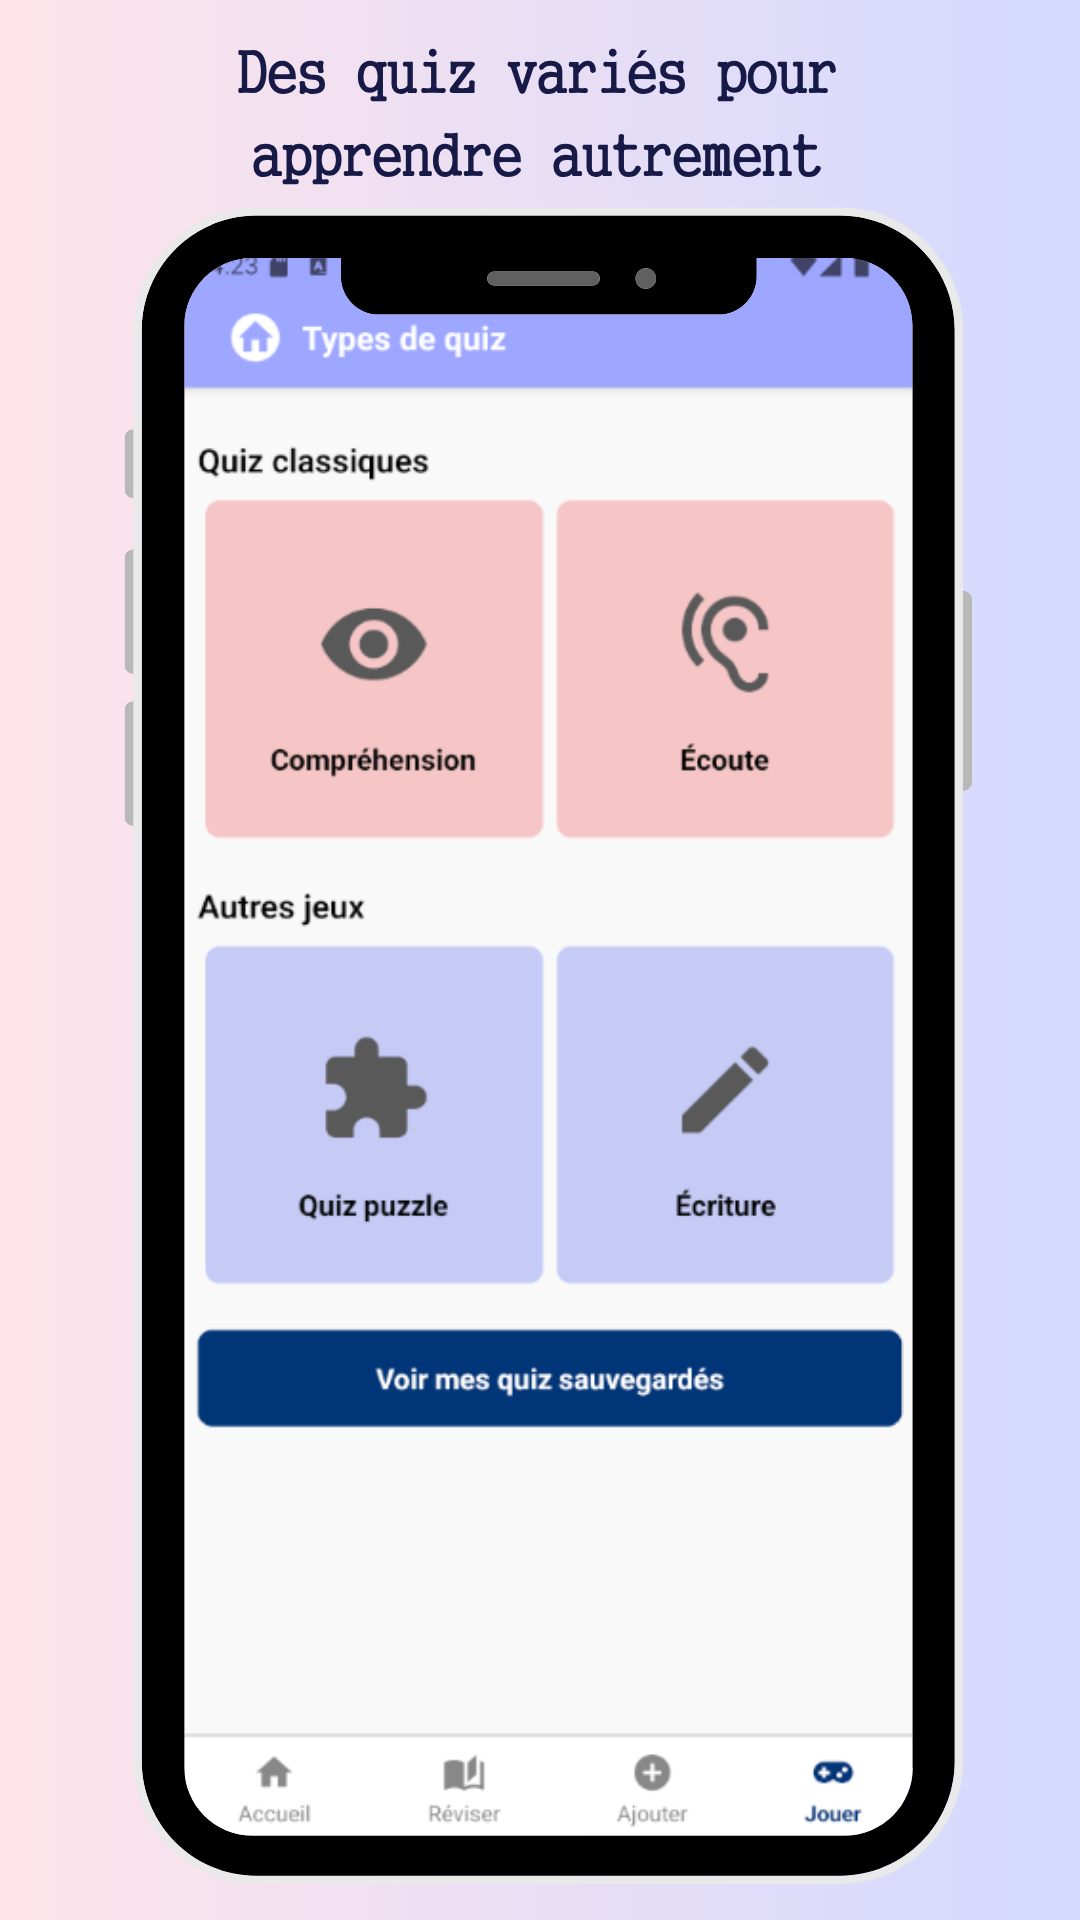 Des quiz variés pour
apprendre autrement
:23
Types de quiz
Quiz classiques
Compréhension
Écoute
Autres jeux
Quiz puzzle
Écriture
Voir mes quiz sauvegardés
Accueil
Réviser
Ajouter
Jouer